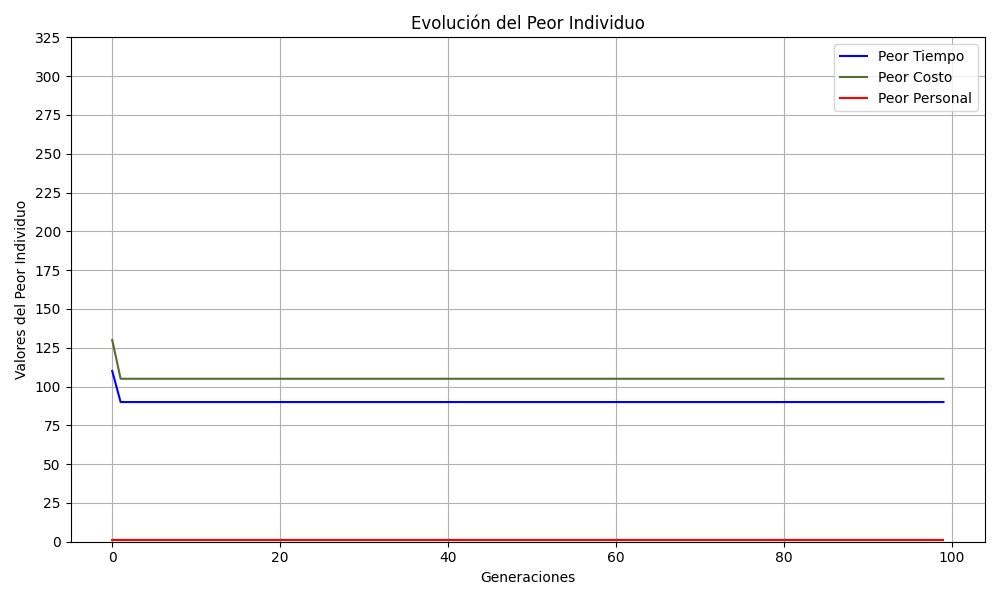 Evolución del Peor Individuo
325
300
275
250
225
200
175
150
125
100
75
50
25
0
Valores del Peor Individuo
Peor Tiempo
Peor Costo
Peor Personal
0 20 40 60 80 100
Generaciones